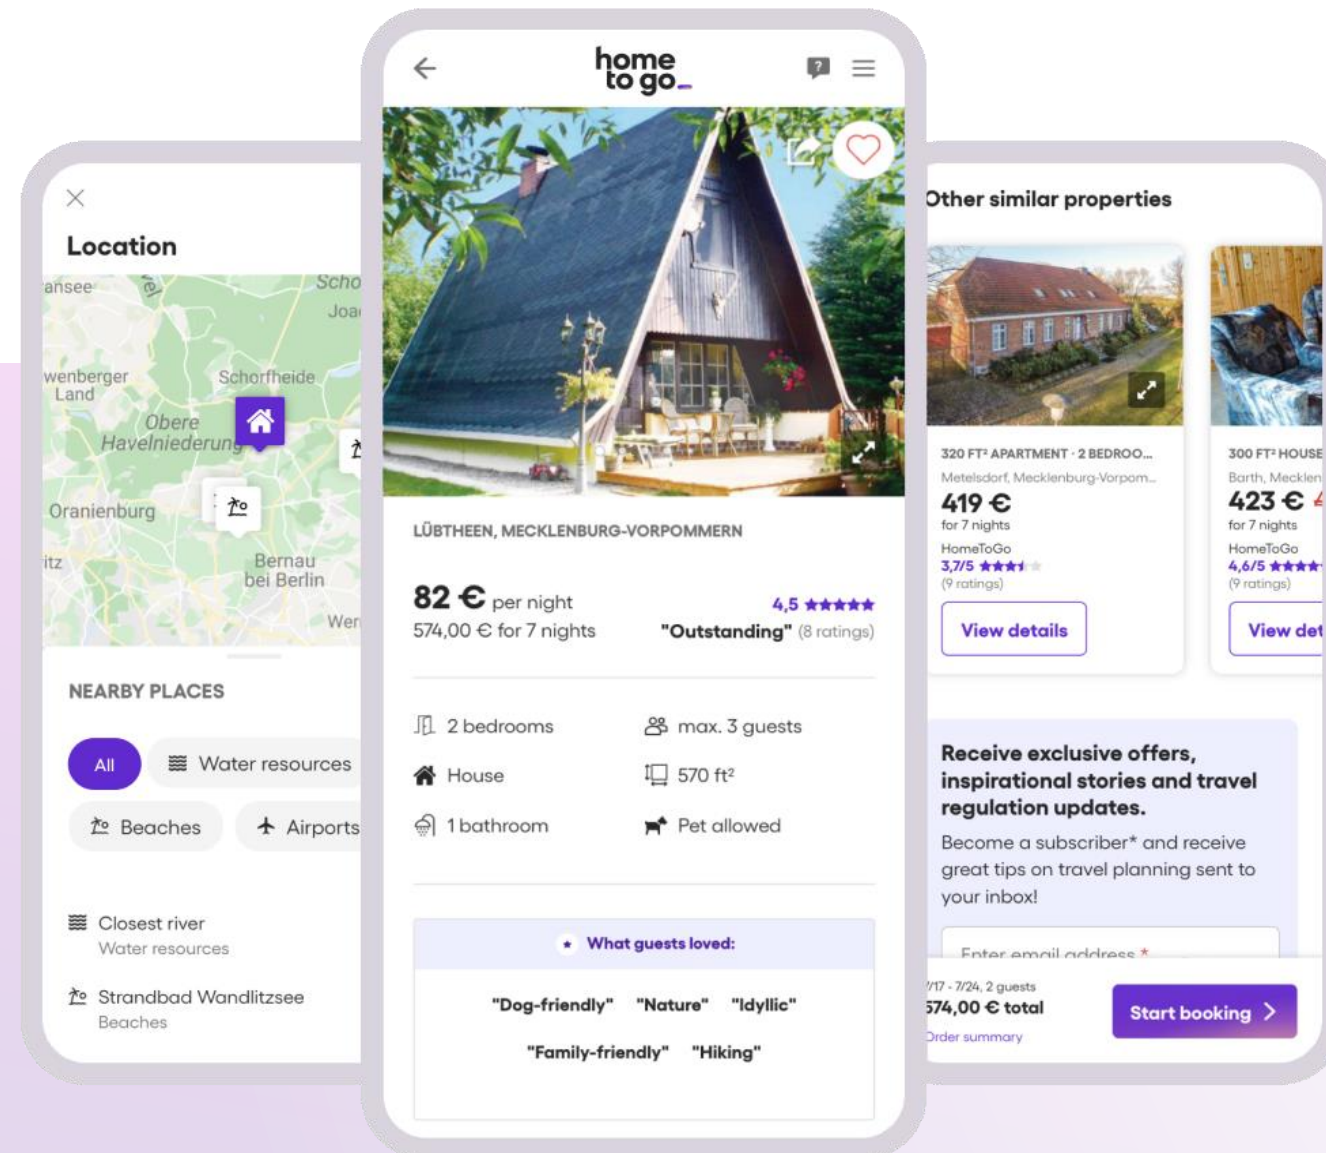 Location
ansee
Scho
Joa
wenberger
Land
Schorfheide
Obere
Havelniederung
Oranienburg
itz
Bernau
bei Berlin
Wer
NEARBY PLACES
All
Water resources
Beaches
Airports
Closest river
Water resources
Strandbad Wandlitzsee
Beaches
home
to go_
?
LÜBTHEEN, MECKLENBURG-VORPOMMERN
82 € per night
4,5 ★★★★★
574,00 € for 7 nights
"Outstanding" (8 ratings)
2 bedrooms
max. 3 guests
House
570 ft²
1 bathroom
Pet allowed
What guests loved:
"Dog-friendly" "Nature" "Idyllic"
"Family-friendly" "Hiking"
Other similar properties
320 FT² APARTMENT · 2 BEDROO...
Metelsdorf, Mecklenburg-Vorpom...
419 €
for 7 nights
HomeToGo
3,7/5
(9 ratings)
View details
300 FT² HOUSE
Barth, Mecklen
423 €
for 7 nights
HomeToGo
4,6/5
(9 ratings)
View det
Receive exclusive offers,
inspirational stories and travel
regulation updates.
Become a subscriber* and receive
great tips on travel planning sent to
your inbox!
Enter email address *
7/17 - 7/24, 2 guests
574,00 € total
Order summary
Start booking